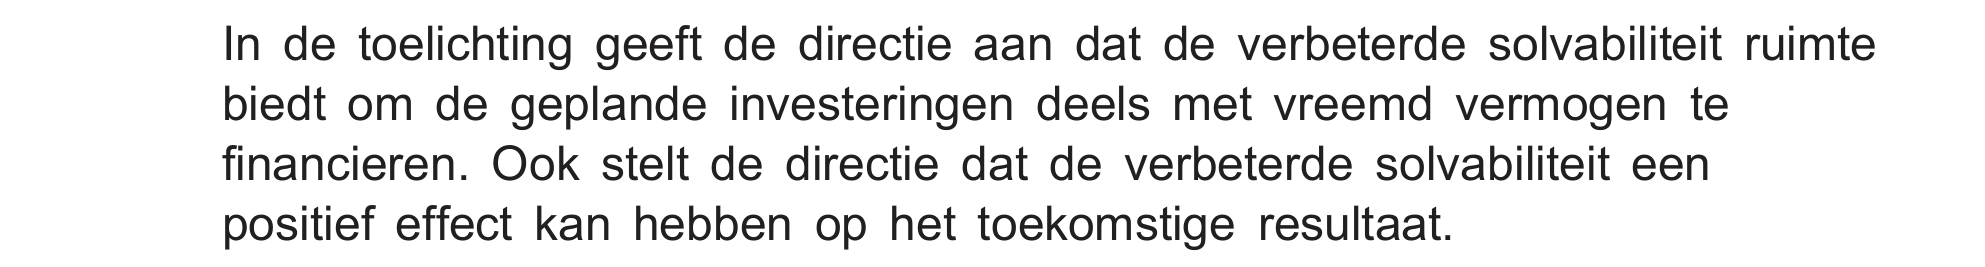 In de toelichting geeft de directie aan dat de verbeterde solvabiliteit ruimte
biedt om de geplande investeringen deels met vreemd vermogen te
financieren. Ook stelt de directie dat de verbeterde solvabiliteit een
positief effect kan hebben op het toekomstige resultaat.